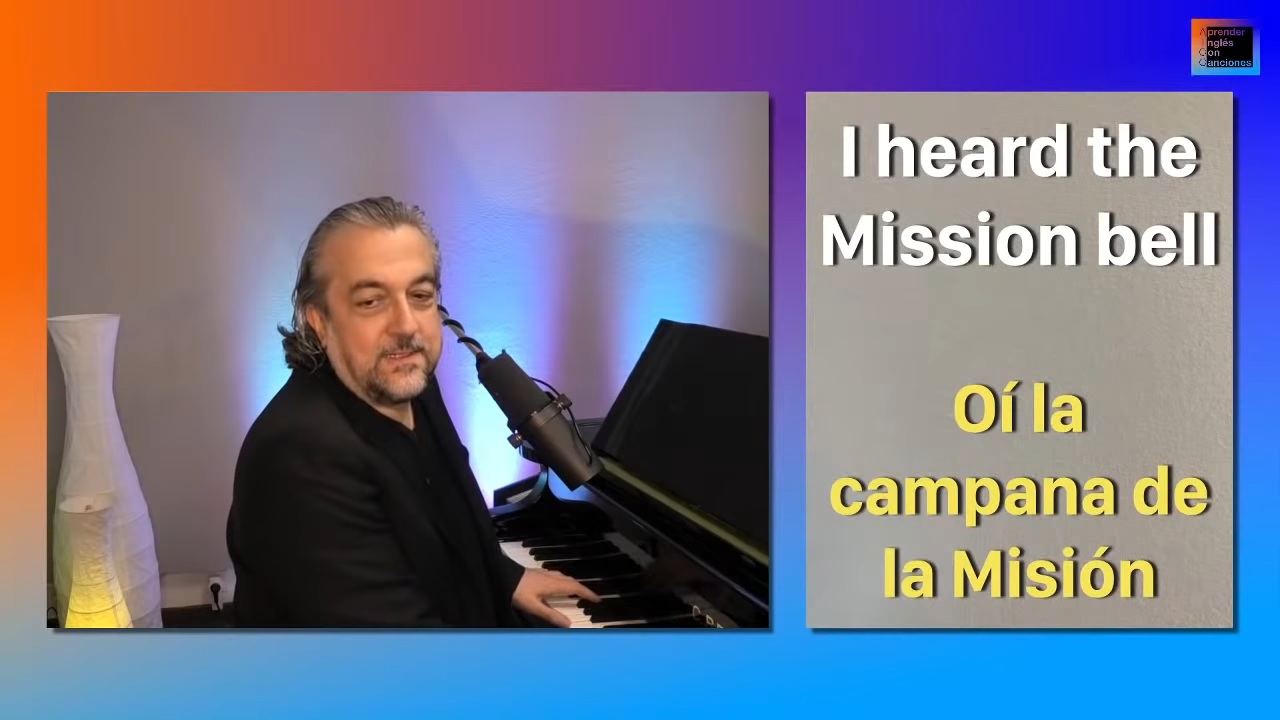 Aprender
Inglés
Con
Canciones
I heard the
Mission bell
Oí la
campana de
la Misión